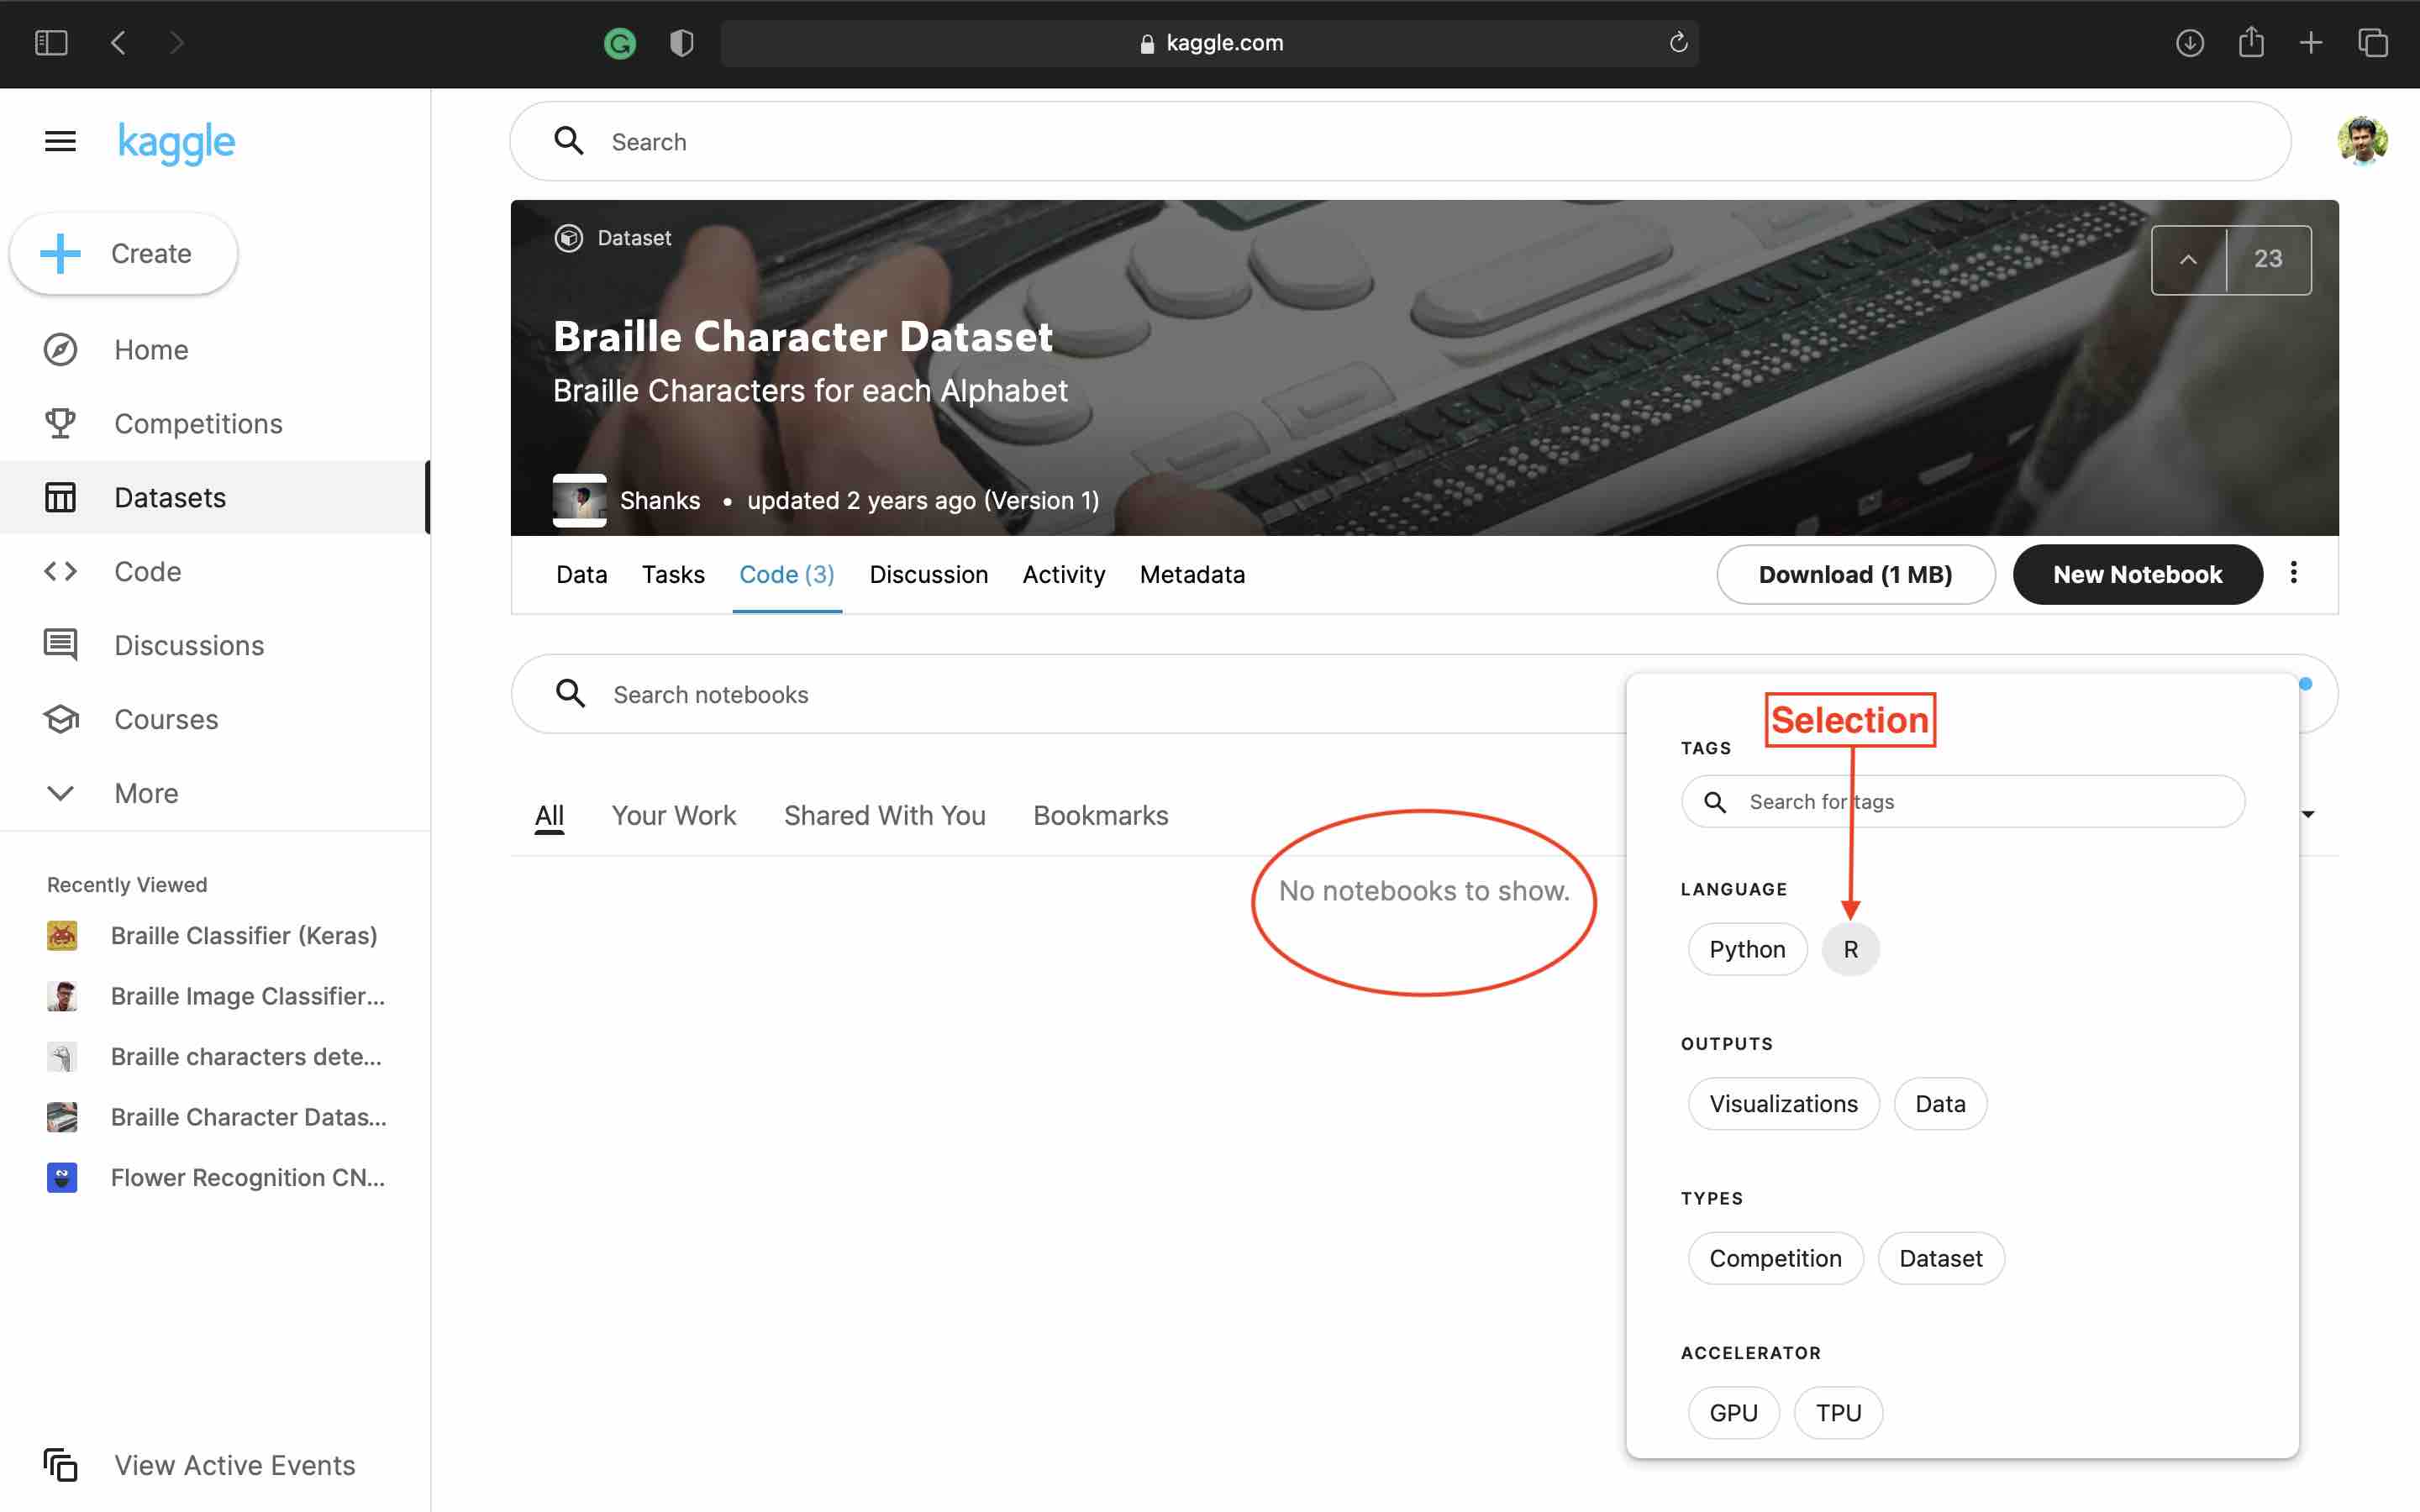 kaggle.com
kaggle
Search
Create
Home
Competitions
Datasets
Code
Discussions
Courses
More
Recently Viewed
Braille Classifier (Keras)
Braille Image Classifier...
Braille characters dete...
Braille Character Datas...
Flower Recognition CN...
View Active Events
Dataset
23
Braille Character Dataset
Braille Characters for each Alphabet
Shanks • updated 2 years ago (Version 1)
Data Tasks Code (3) Discussion Activity Metadata
Download (1 MB) New Notebook
Search notebooks
All Your Work Shared With You Bookmarks
No notebooks to show.
Selection
TAGS
Search for tags
LANGUAGE
Python R
OUTPUTS
Visualizations Data
TYPES
Competition Dataset
ACCELERATOR
GPU TPU